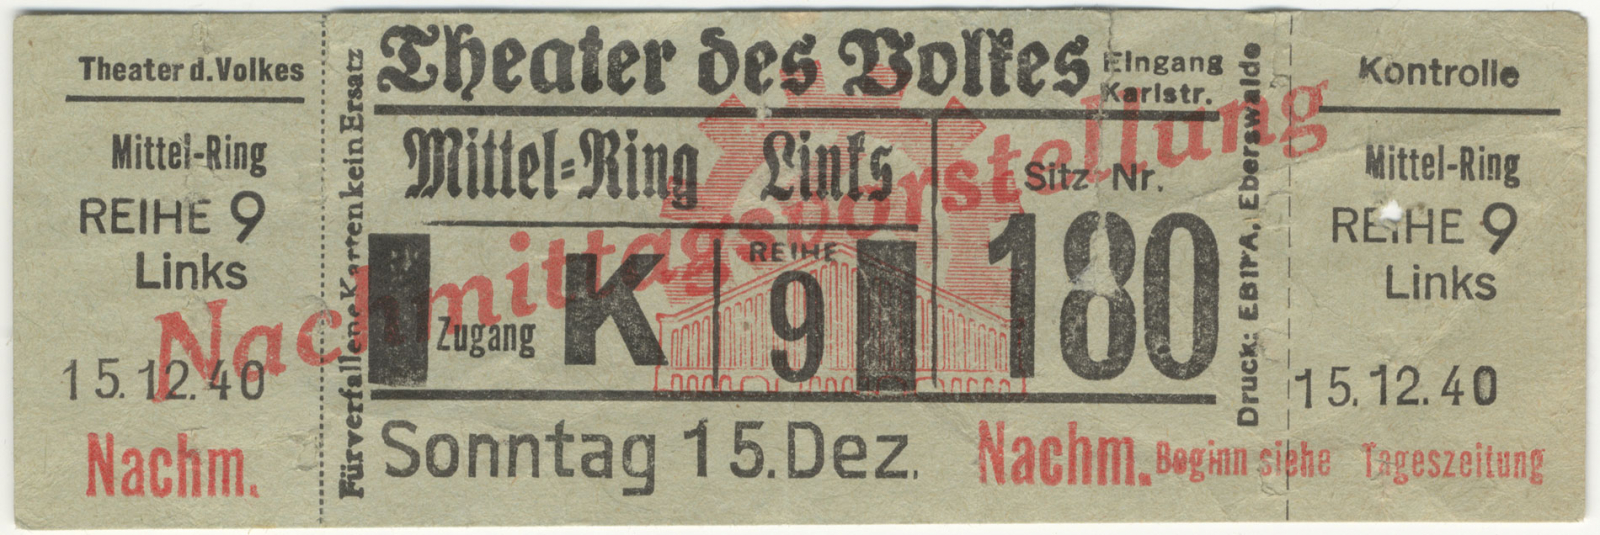 Theater d. Volkes
Mittel-Ring
REIHE 9
Links
15.12.40
Nachm.
Für verfallene Karten kein Ersatz
Theater des Volkes
Eingang
Karlstr.
Mittel=Ring Links
Sitz-Nr.
180
Zugang K
REIHE
9
Nachmittagsvorstellung
Sonntag 15.Dez.
Nachm. Beginn siehe Tageszeitung
Druck: EBIPA, Eberswalde
Kontrolle
Mittel-Ring
REIHE 9
Links
15.12.40